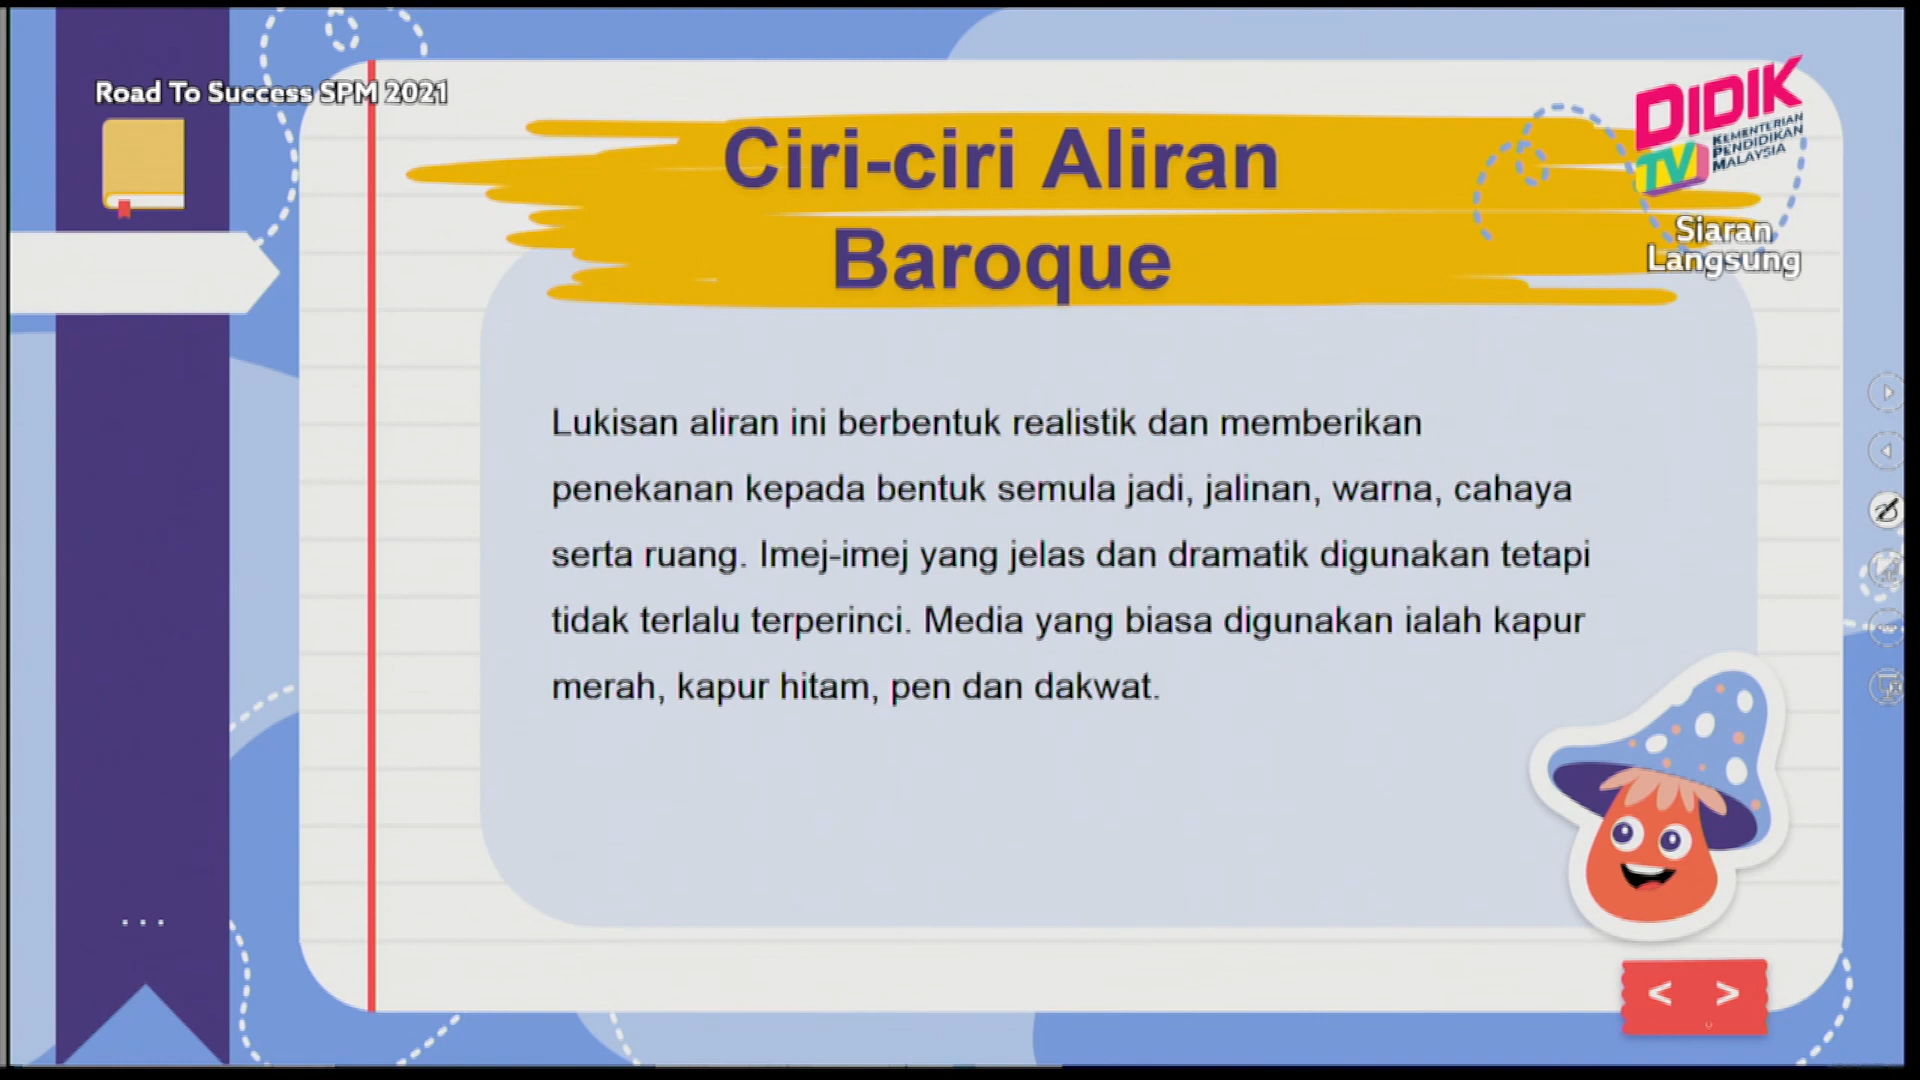 Road To Success SPM 2021
Ciri-ciri Aliran
Baroque
DIDIK
TV
KEMENTERIAN
PENDIDIKAN
MALAYSIA
Siaran
Langsung
Lukisan aliran ini berbentuk realistik dan memberikan
penekanan kepada bentuk semula jadi, jalinan, warna, cahaya
serta ruang. Imej-imej yang jelas dan dramatik digunakan tetapi
tidak terlalu terperinci. Media yang biasa digunakan ialah kapur
merah, kapur hitam, pen dan dakwat.
...
< >